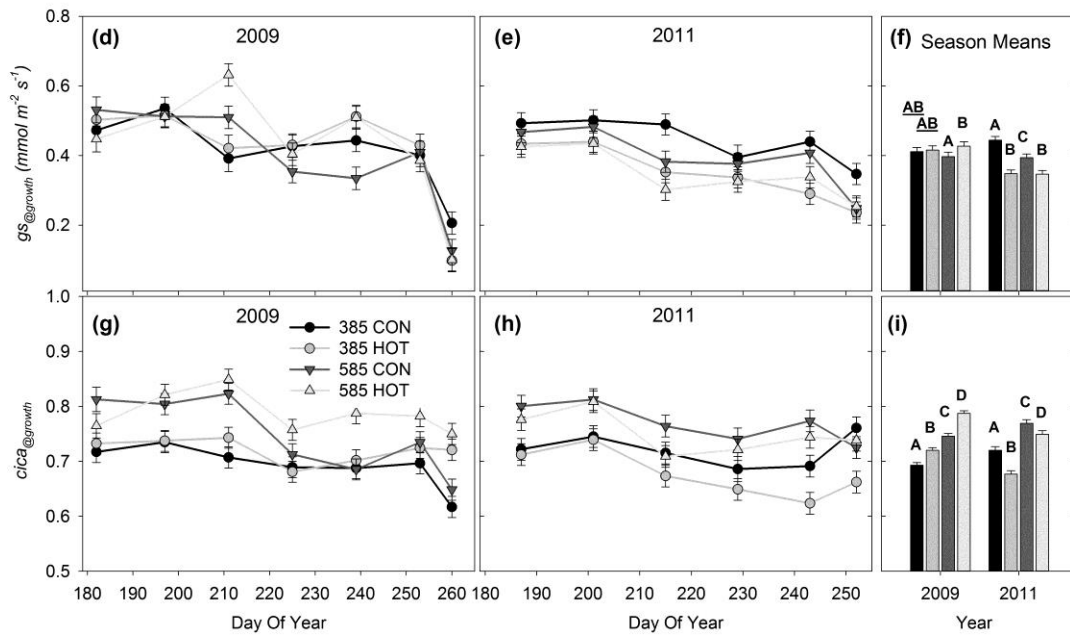 0.8
0.6
0.4
0.2
gs@growth (mmol m-2 s-1)
(d)
2009
(e)
2011
(f) Season Means
AB
AB
A
B
A
B
C
B
1.0
0.9
0.8
0.7
0.6
0.5
cica@growth
(g)
2009
385 CON
385 HOT
585 CON
585 HOT
(h)
2011
(i)
A
B
C
D
A
B
C
D
180 190 200 210 220 230 240 250 260
Day Of Year
180 190 200 210 220 230 240 250
Day Of Year
2009 2011
Year